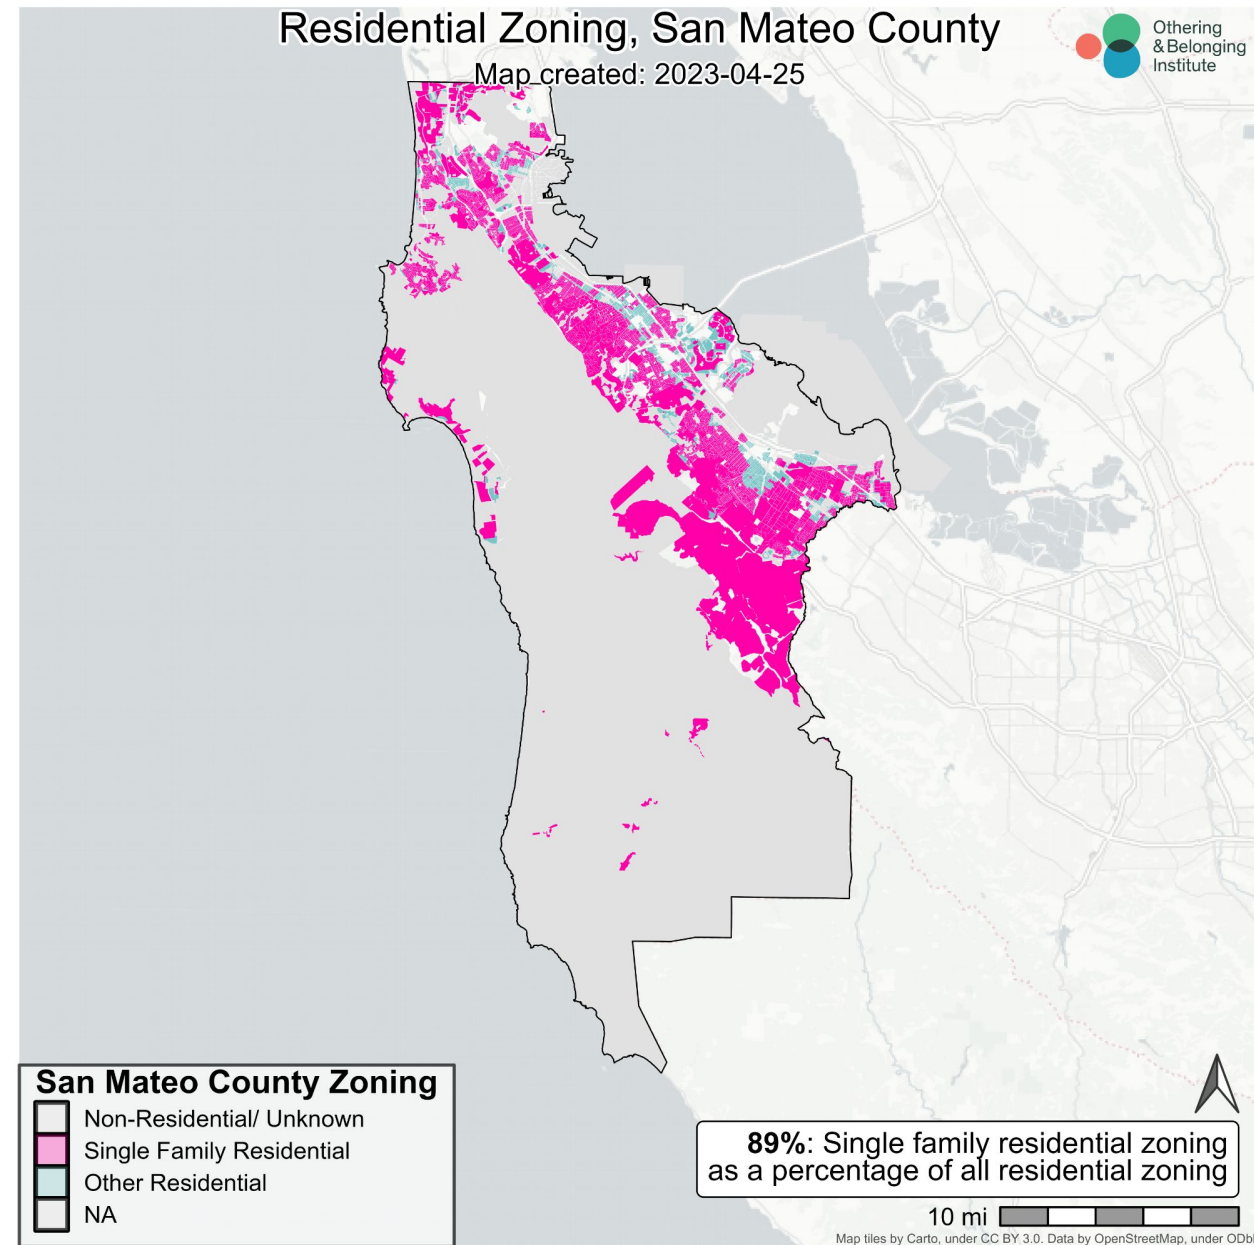 Residential Zoning, San Mateo County
Map created: 2023-04-25
Othering
& Belonging
Institute
San Mateo County Zoning
Non-Residential/ Unknown
Single Family Residential
Other Residential
NA
89%: Single family residential zoning
as a percentage of all residential zoning
10 mi
Map tiles by Carto, under CC BY 3.0. Data by OpenStreetMap, under ODb